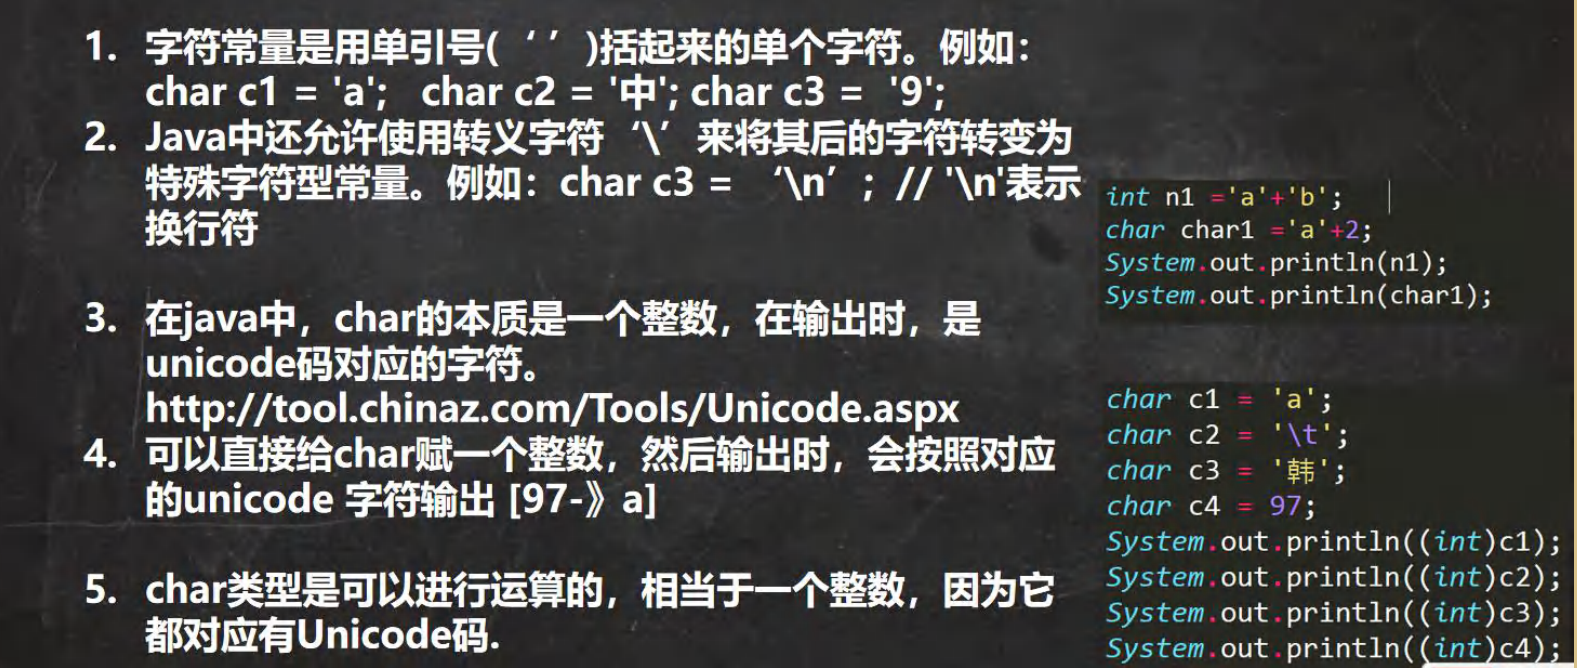 1. 字符常量是用单引号(‘ ’)括起来的单个字符。例如：
char c1 = 'a'; char c2 = '中'; char c3 = '9';
2. Java中还允许使用转义字符‘\’来将其后的字符转变为
特殊字符型常量。例如：char c3 = ‘\n’; // '\n'表示
换行符
3. 在java中，char的本质是一个整数，在输出时，是
unicode码对应的字符。
http://tool.chinaz.com/Tools/Unicode.aspx
4. 可以直接给char赋一个整数，然后输出时，会按照对应
的unicode 字符输出 [97-》a]
5. char类型是可以进行运算的，相当于一个整数，因为它
都对应有Unicode码.
int n1 ='a'+'b';
char char1 ='a'+2;
System.out.println(n1);
System.out.println(char1);
char c1 = 'a';
char c2 = '\t';
char c3 = '韩';
char c4 = 97;
System.out.println((int)c1);
System.out.println((int)c2);
System.out.println((int)c3);
System.out.println((int)c4);